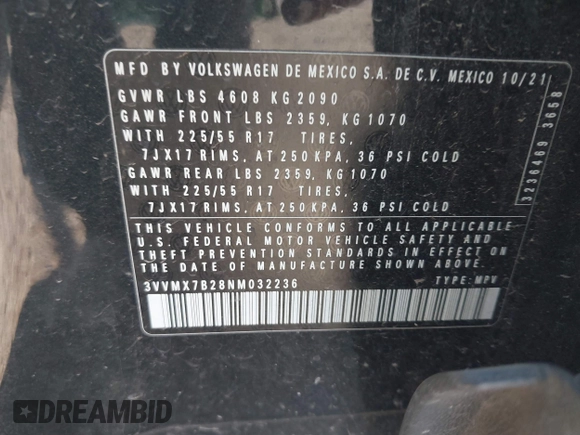 MFD BY VOLKSWAGEN DE MEXICO S.A. DE C.V. MEXICO 10/21
GVWR LBS 4608 KG 2090
GAWR FRONT LBS 2359, KG 1070
WITH 225/55 R17 TIRES,
7JX17 RIMS, AT 250 KPA, 36 PSI COLD
GAWR REAR LBS 2359, KG 1070
WITH 225/55 R17 TIRES,
7JX17 RIMS, AT 250 KPA, 36 PSI COLD
THIS VEHICLE CONFORMS TO ALL APPLICABLE
U.S. FEDERAL MOTOR VEHICLE SAFETY AND
THEFT PREVENTION STANDARDS IN EFFECT ON
THE DATE OF MANUFACTURE SHOWN ABOVE.
3VVMX7B28NM032236 TYPE: MPV
3236469 3658
DREAMBID